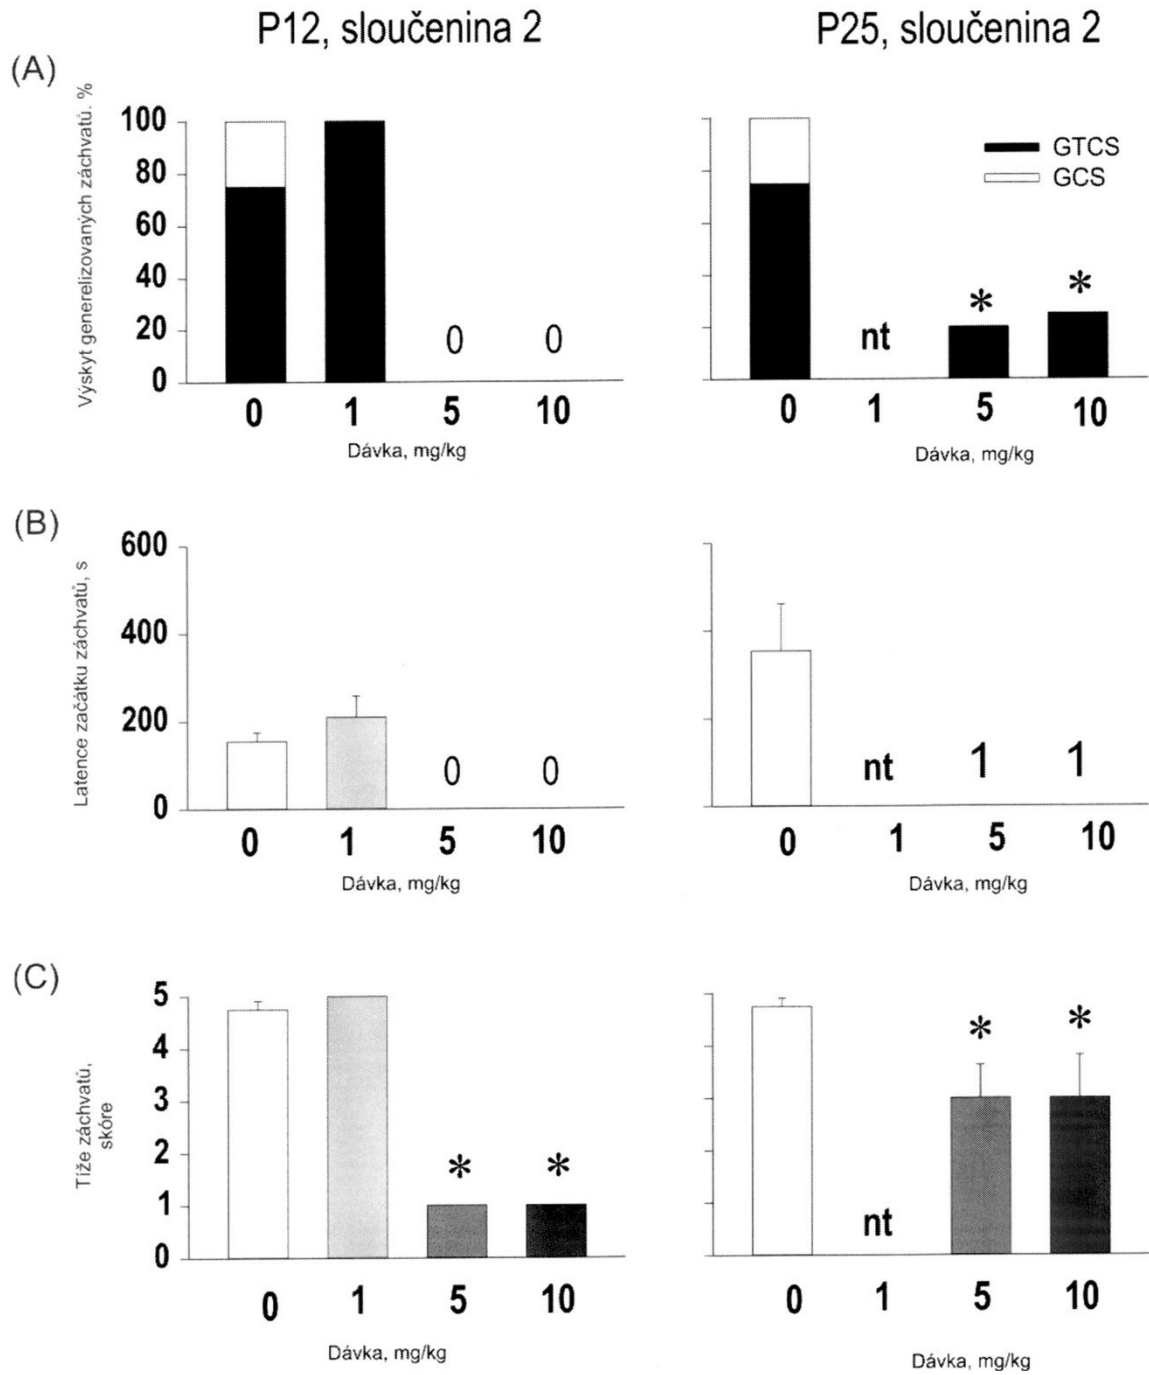 P12, sloučenina 2
P25, sloučenina 2
(A)
Výskyt generelizovaných záchvatů. %
100
80
60
40
20
0
0
0
0
1
5
10
Dávka, mg/kg
GTCS
GCS
nt
*
*
0
1
5
10
Dávka, mg/kg
(B)
Latence začátku záchvatů, s
600
400
200
0
0
0
0
1
5
10
Dávka, mg/kg
nt
1
1
0
1
5
10
Dávka, mg/kg
(C)
Tíže záchvatů,
skóre
5
4
3
2
1
0
*
*
0
1
5
10
Dávka, mg/kg
nt
*
*
0
1
5
10
Dávka, mg/kg